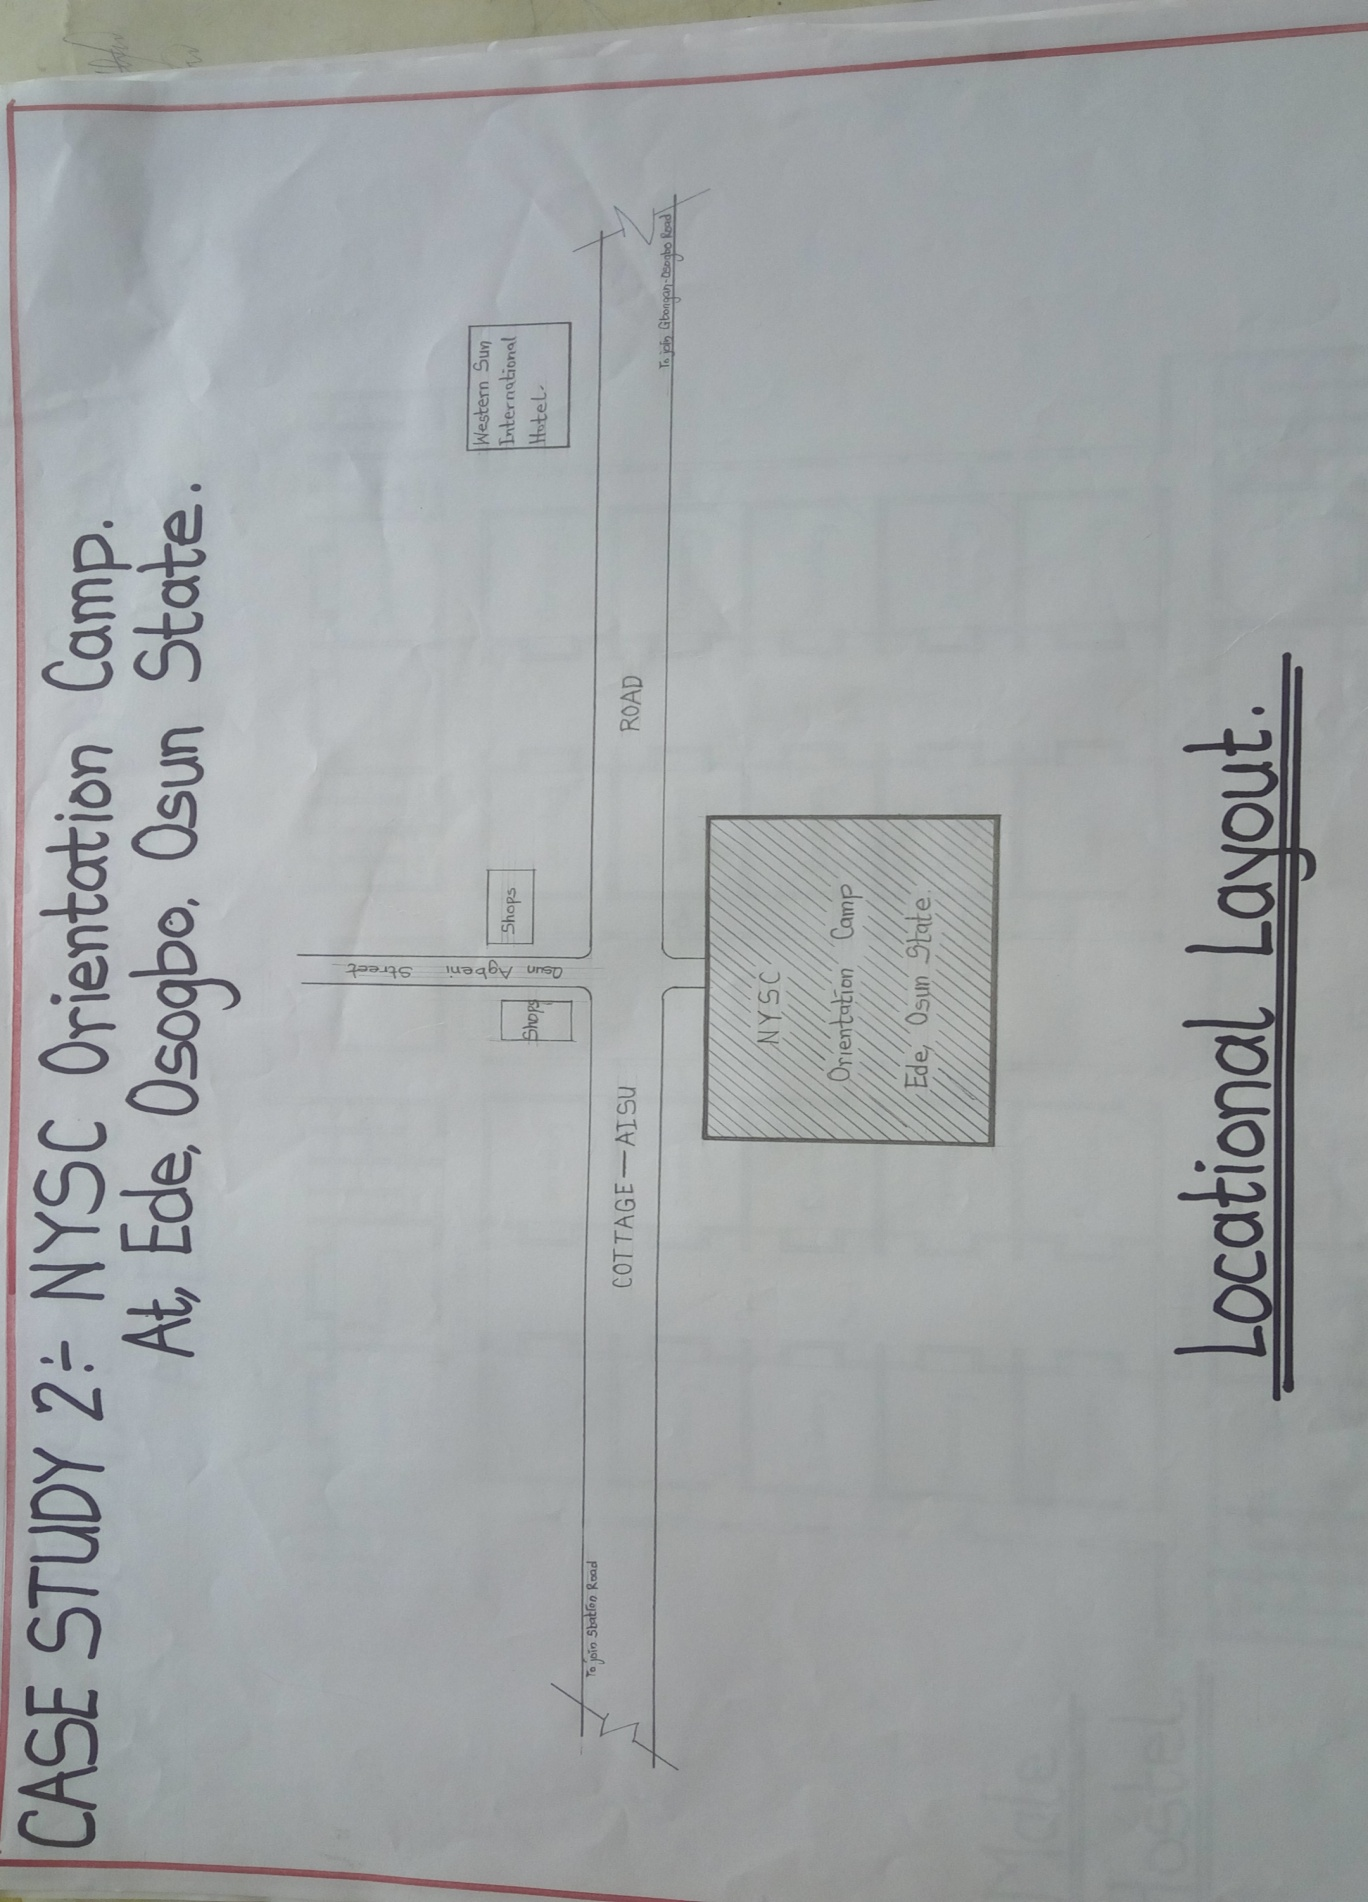 CASE STUDY 2:- NYSC Orientation Camp.
At, Ede, Osogbo, Osun State.
Western Sun
International
Hotel.
Shops
Shops
Osun Agbeni Street
To join Station Road
COTTAGE-AISU ROAD
To join Gbongan-Osogbo Road
NYSC
Orientation Camp
Ede, Osun State.
Locational Layout.
Male
Hostel